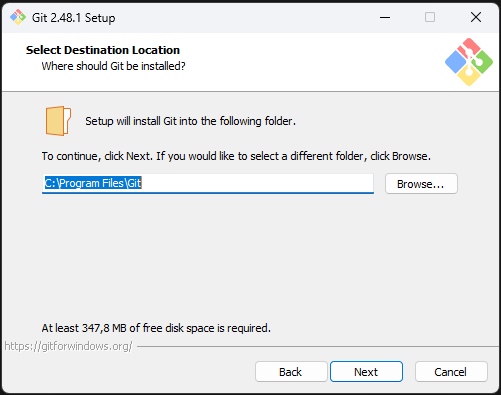 Git 2.48.1 Setup
Select Destination Location
Where should Git be installed?
Setup will install Git into the following folder.
To continue, click Next. If you would like to select a different folder, click Browse.
C:\Program Files\Git
Browse...
At least 347,8 MB of free disk space is required.
https://gitforwindows.org/
Back
Next
Cancel